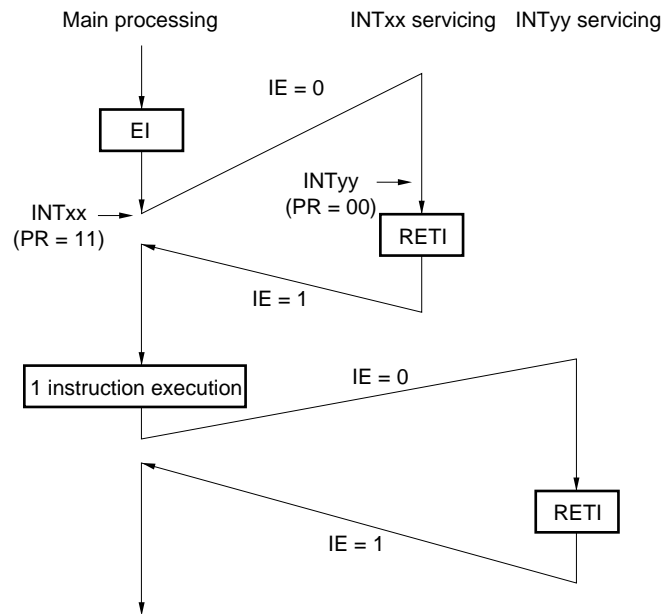 Main processing
INTxx servicing
INTyy servicing
IE = 0
EI
INTyy
(PR = 00)
INTxx
(PR = 11)
RETI
IE = 1
1 instruction execution
IE = 0
RETI
IE = 1